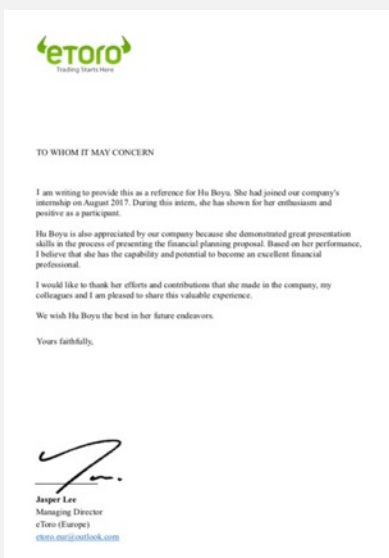 eToro
Trading Starts Here
TO WHOM IT MAY CONCERN
I am writing to provide this as a reference for Hu Boyu. She had joined our company's
internship on August 2017. During this intern, she has shown for her enthusiasm and
positive as a participant.
Hu Boyu is also appreciated by our company because she demonstrated great presentation
skills in the process of presenting the financial planning proposal. Based on her performance,
I believe that she has the capability and potential to become an excellent financial
professional.
I would like to thank her efforts and contributions that she made in the company, my
colleagues and I am pleased to share this valuable experience.
We wish Hu Boyu the best in her future endeavors.
Yours faithfully,
Jasper Lee
Managing Director
eToro (Europe)
etoro.eur@outlook.com